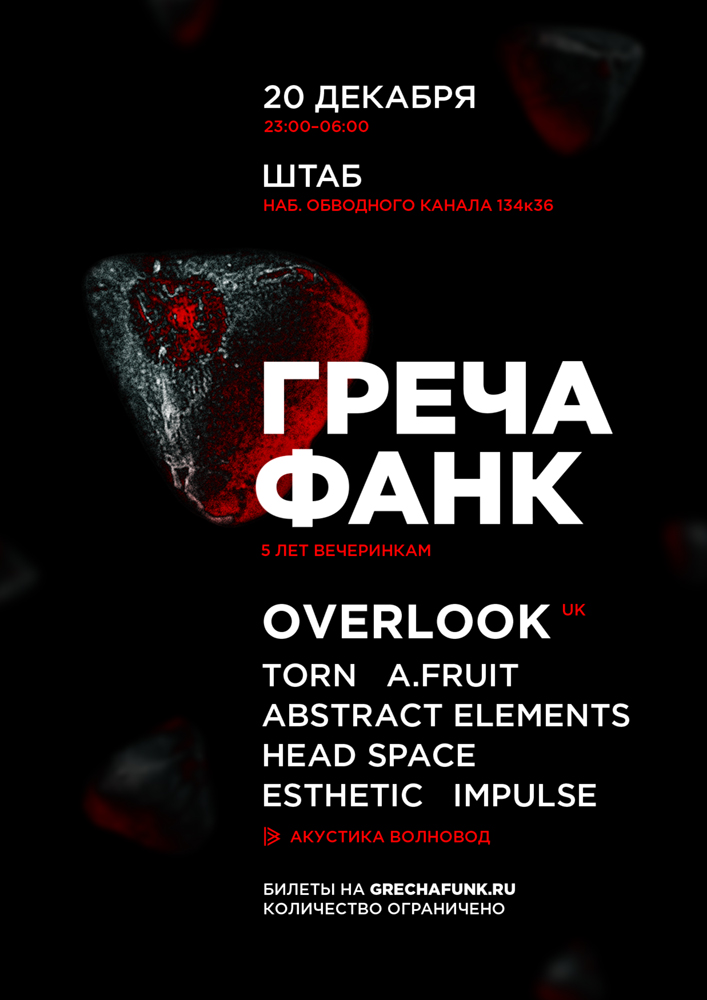 20 ДЕКАБРЯ
23:00–06:00
ШТАБ
НАБ. ОБВОДНОГО КАНАЛА 134к36
ГРЕЧА
ФАНК
5 ЛЕТ ВЕЧЕРИНКАМ
OVERLOOK UK
TORN A.FRUIT
ABSTRACT ELEMENTS
HEAD SPACE
ESTHETIC IMPULSE
АКУСТИКА ВОЛНОВОД
БИЛЕТЫ НА GRECHAFUNK.RU
КОЛИЧЕСТВО ОГРАНИЧЕНО